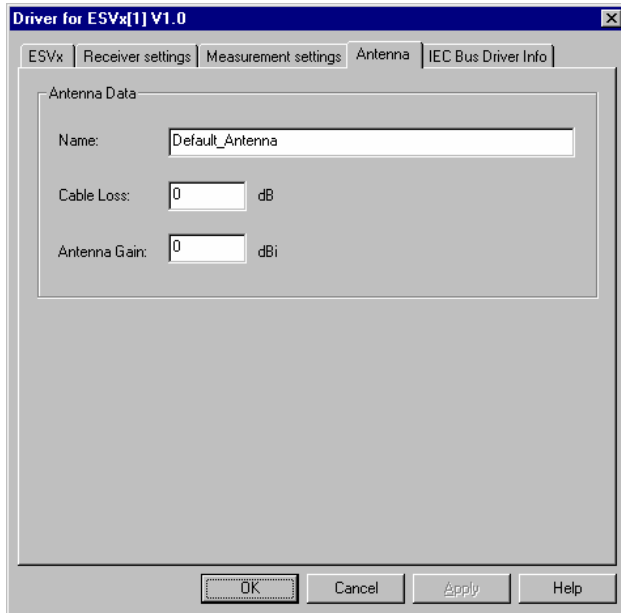 Driver for ESVx[1] V1.0
ESVx Receiver settings Measurement settings Antenna IEC Bus Driver Info
Antenna Data
Name: Default_Antenna
Cable Loss: 0 dB
Antenna Gain: 0 dBi
OK Cancel Apply Help